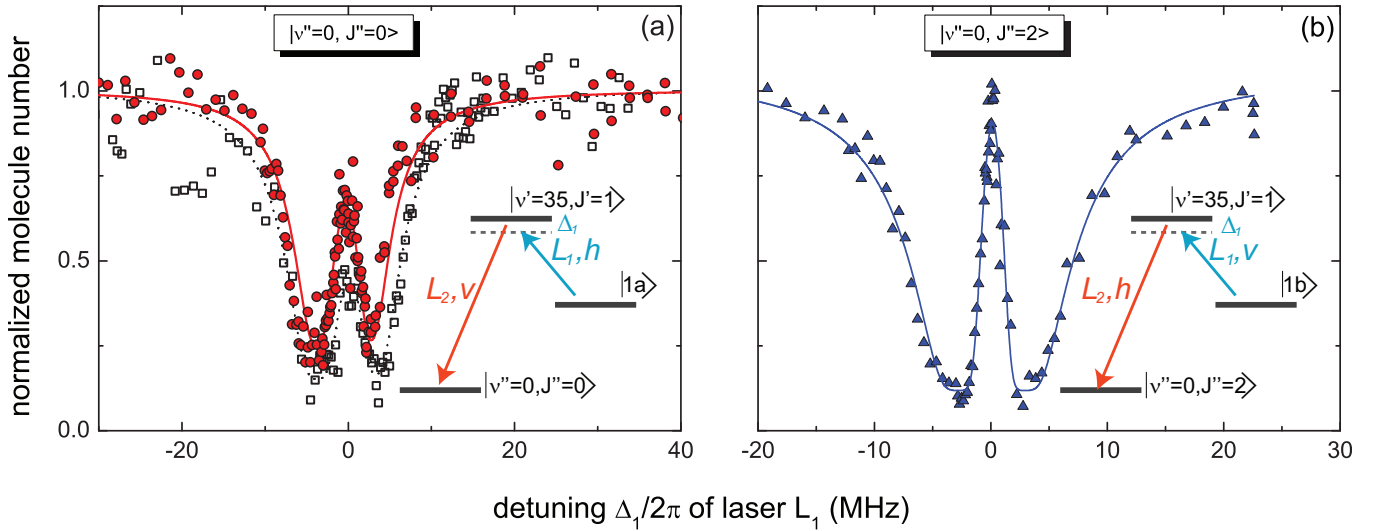 normalized molecule number
(a)
|ν''=0, J''=0>
1.0
0.5
0.0
-20
0
20
40
|ν'=35,J'=1⟩
Δ₁
L₁,h
L₂,v
|1a⟩
|ν''=0,J''=0⟩
(b)
|ν''=0, J''=2>
-20
-10
0
10
20
30
|ν'=35,J'=1⟩
Δ₁
L₁,v
L₂,h
|1b⟩
|ν''=0,J''=2⟩
detuning Δ₁/2π of laser L₁ (MHz)